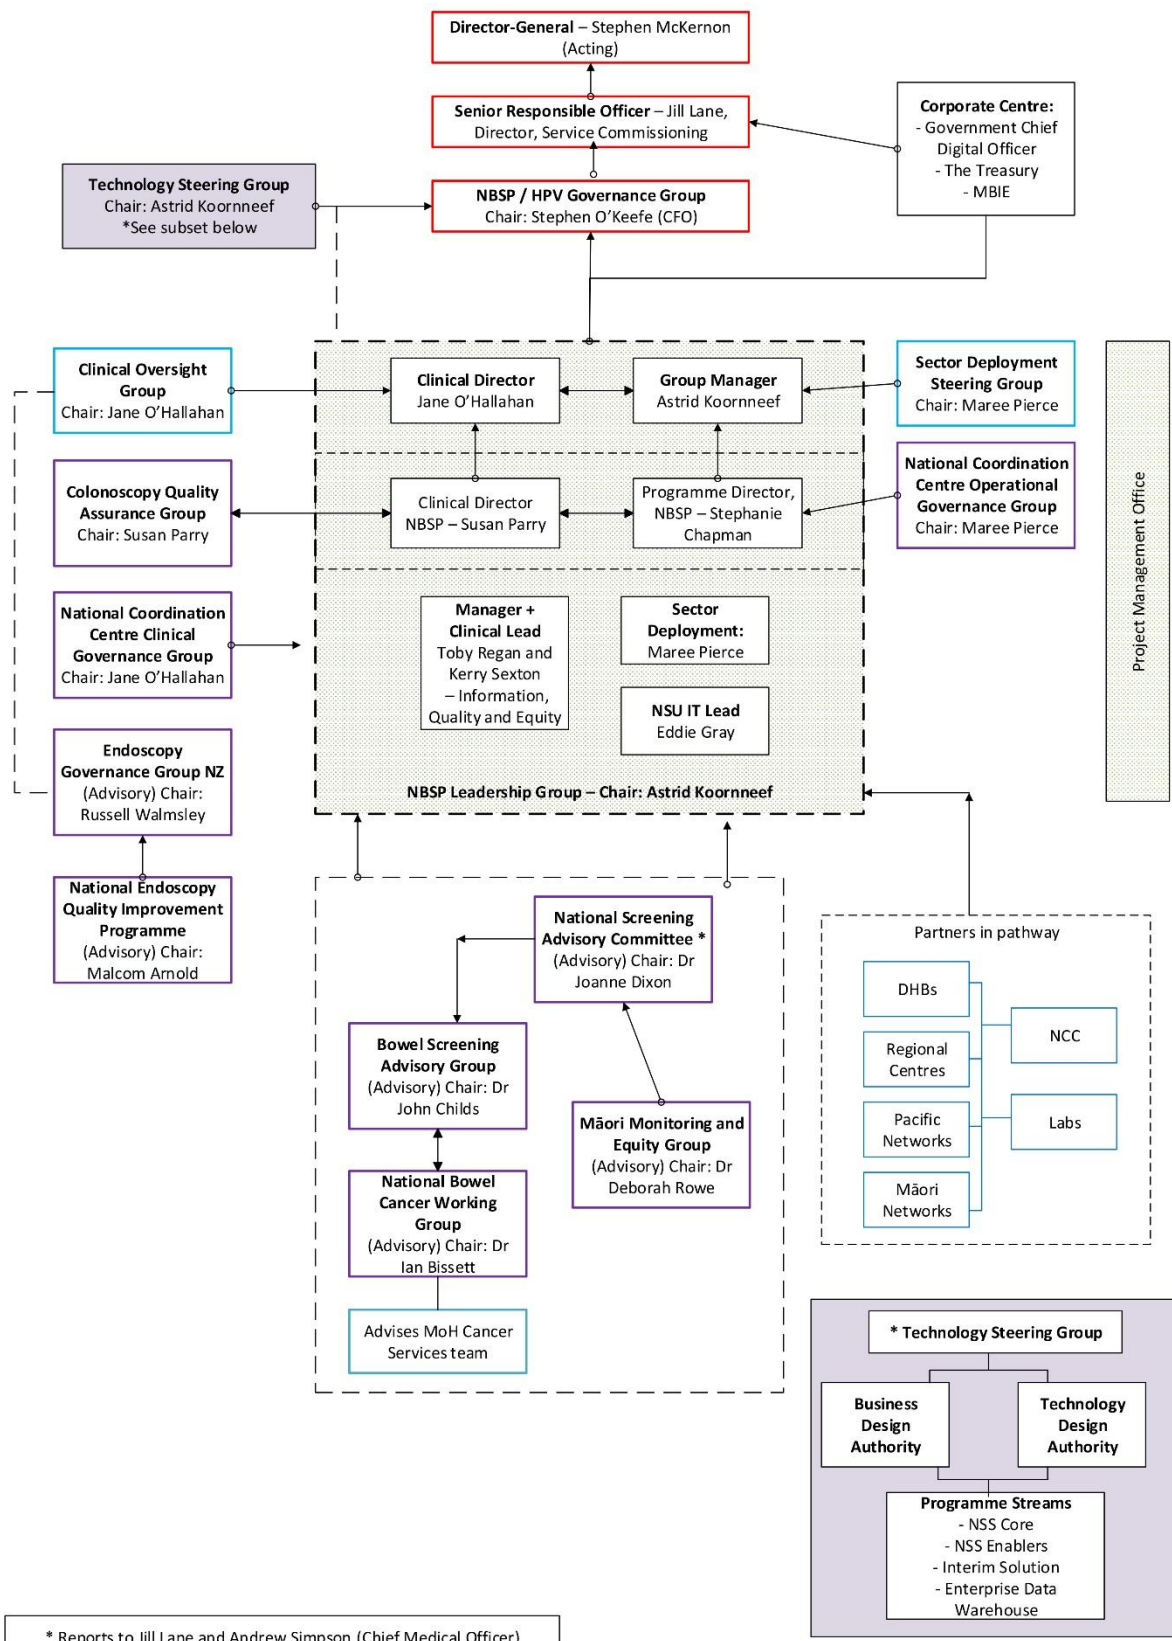 Director-General – Stephen McKernon
(Acting)
Senior Responsible Officer – Jill Lane,
Director, Service Commissioning
Corporate Centre:
- Government Chief
Digital Officer
- The Treasury
- MBIE
Technology Steering Group
Chair: Astrid Koornneef
*See subset below
NBSP / HPV Governance Group
Chair: Stephen O’Keefe (CFO)
Clinical Oversight
Group
Chair: Jane O’Hallahan
Clinical Director
Jane O’Hallahan
Group Manager
Astrid Koornneef
Sector Deployment
Steering Group
Chair: Maree Pierce
Project Management Office
Colonoscopy Quality
Assurance Group
Chair: Susan Parry
Clinical Director
NBSP – Susan Parry
Programme Director,
NBSP – Stephanie
Chapman
National Coordination
Centre Operational
Governance Group
Chair: Maree Pierce
National Coordination
Centre Clinical
Governance Group
Chair: Jane O’Hallahan
Manager +
Clinical Lead
Toby Regan and
Kerry Sexton
– Information,
Quality and Equity
Sector
Deployment:
Maree Pierce
NSU IT Lead
Eddie Gray
NBSP Leadership Group – Chair: Astrid Koornneef
Endoscopy
Governance Group NZ
(Advisory) Chair:
Russell Walmsley
National Endoscopy
Quality Improvement
Programme
(Advisory) Chair:
Malcom Arnold
National Screening
Advisory Committee *
(Advisory) Chair: Dr
Joanne Dixon
Bowel Screening
Advisory Group
(Advisory) Chair: Dr
John Childs
Māori Monitoring and
Equity Group
(Advisory) Chair: Dr
Deborah Rowe
National Bowel
Cancer Working
Group
(Advisory) Chair: Dr
Ian Bissett
Advises MoH Cancer
Services team
Partners in pathway
DHBs
Regional
Centres
Pacific
Networks
Māori
Networks
NCC
Labs
* Technology Steering Group
Business
Design
Authority
Technology
Design
Authority
Programme Streams
- NSS Core
- NSS Enablers
- Interim Solution
- Enterprise Data
Warehouse
* Reports to Jill Lane and Andrew Simpson (Chief Medical Officer)